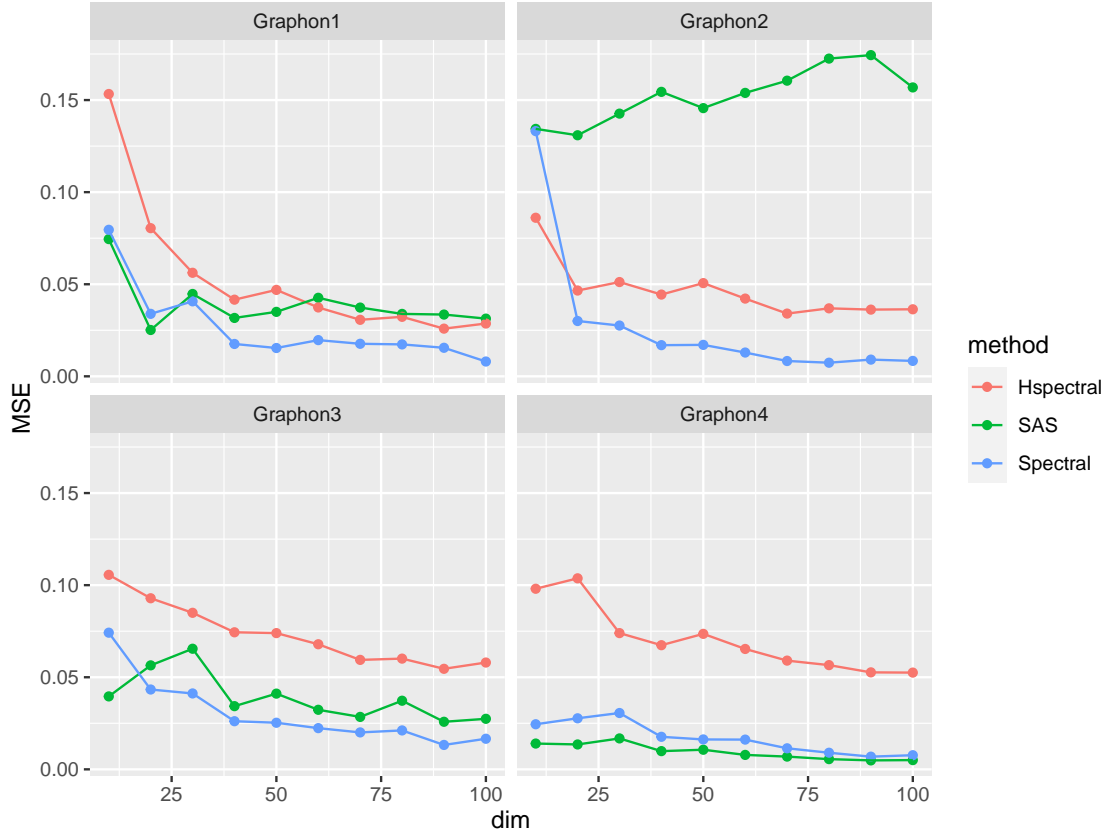 Graphon1 Graphon2
0.15
0.10
0.05
0.00
Graphon3 Graphon4
0.15
0.10
0.05
0.00
25 50 75 100 25 50 75 100
dim
MSE
method
Hspectral
SAS
Spectral